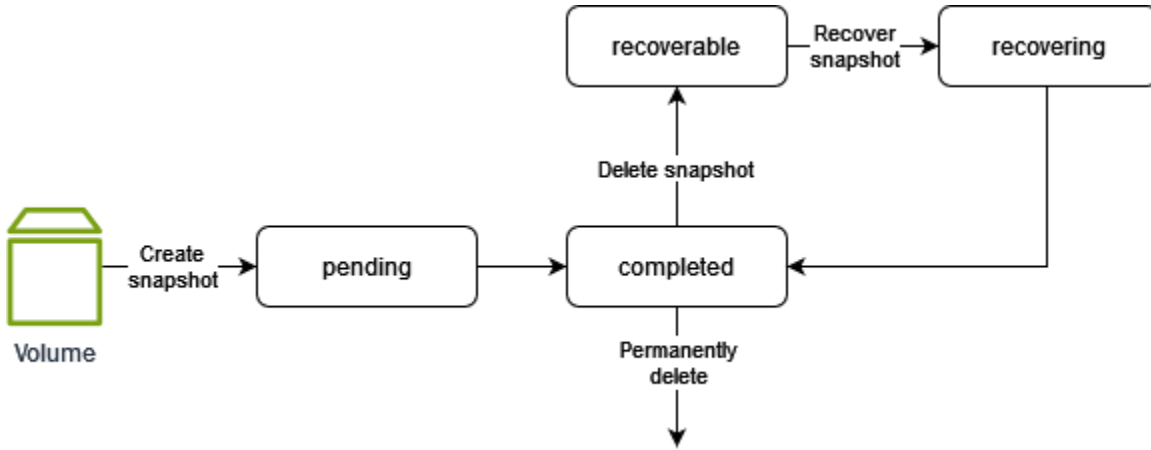 recoverable
Recover
snapshot
recovering
Delete snapshot
Create
snapshot
pending
completed
Volume
Permanently
delete